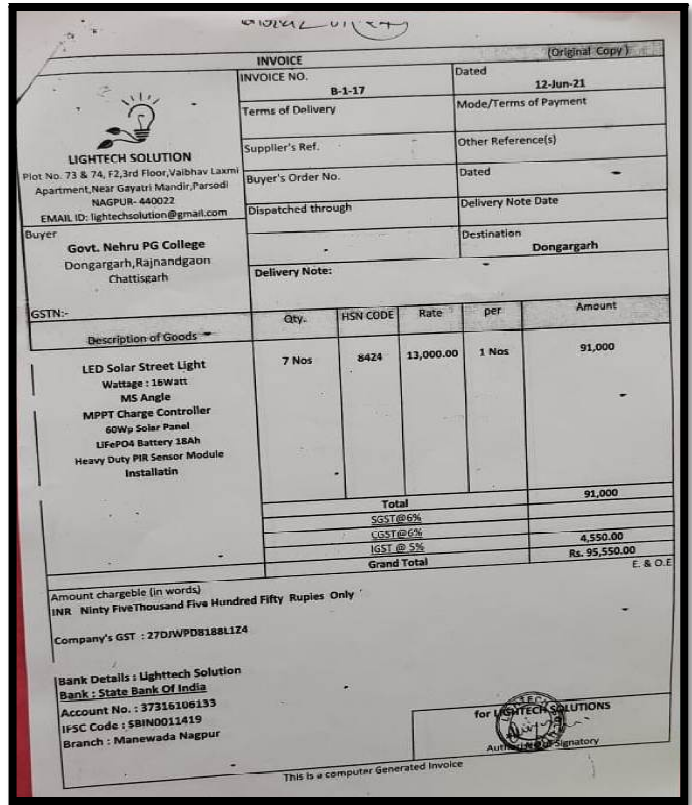 INVOICE
(Original Copy)
INVOICE NO.
B-1-17
Dated
12-Jun-21
Terms of Delivery
Mode/Terms of Payment
Supplier's Ref.
Other Reference(s)
Buyer's Order No.
Dated
Dispatched through
Delivery Note Date
Destination
Dongargarh
Delivery Note:
LIGHTECH SOLUTION
Plot No. 73 & 74, F2,3rd Floor,Vaibhav Laxmi
Apartment,Near Gayatri Mandir,Parsodi
NAGPUR- 440022
EMAIL ID: lightechsolution@gmail.com
Buyer
Govt. Nehru PG College
Dongargarh,Rajnandgaon
Chattisgarh
GSTN:-
Description of Goods Qty. HSN CODE Rate per Amount
LED Solar Street Light 7 Nos 8424 13,000.00 1 Nos 91,000
Wattage : 16Watt
MS Angle
MPPT Charge Controller
60Wp Solar Panel
LiFePO4 Battery 18Ah
Heavy Duty PIR Sensor Module
Installatin
Total 91,000
SGST@6%
CGST@6%
IGST @ 5% 4,550.00
Grand Total Rs. 95,550.00
E. & O.E
Amount chargeble (in words)
INR Ninty FiveThousand Five Hundred Fifty Rupies Only
Company's GST : 27DJWPD8188L1Z4
Bank Details : Lighttech Solution
Bank : State Bank Of India
Account No. : 37316106133
IFSC Code : SBIN0011419
Branch : Manewada Nagpur
for LIGHTECH SOLUTIONS
Signatory
This is a computer Generated Invoice